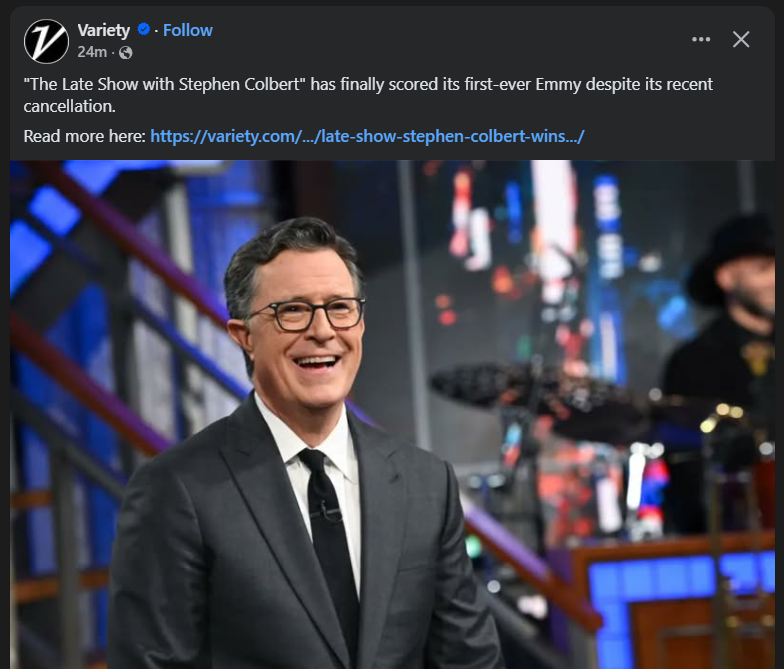 Variety · Follow
24m ·
"The Late Show with Stephen Colbert" has finally scored its first-ever Emmy despite its recent
cancellation.
Read more here: https://variety.com/.../late-show-stephen-colbert-wins.../